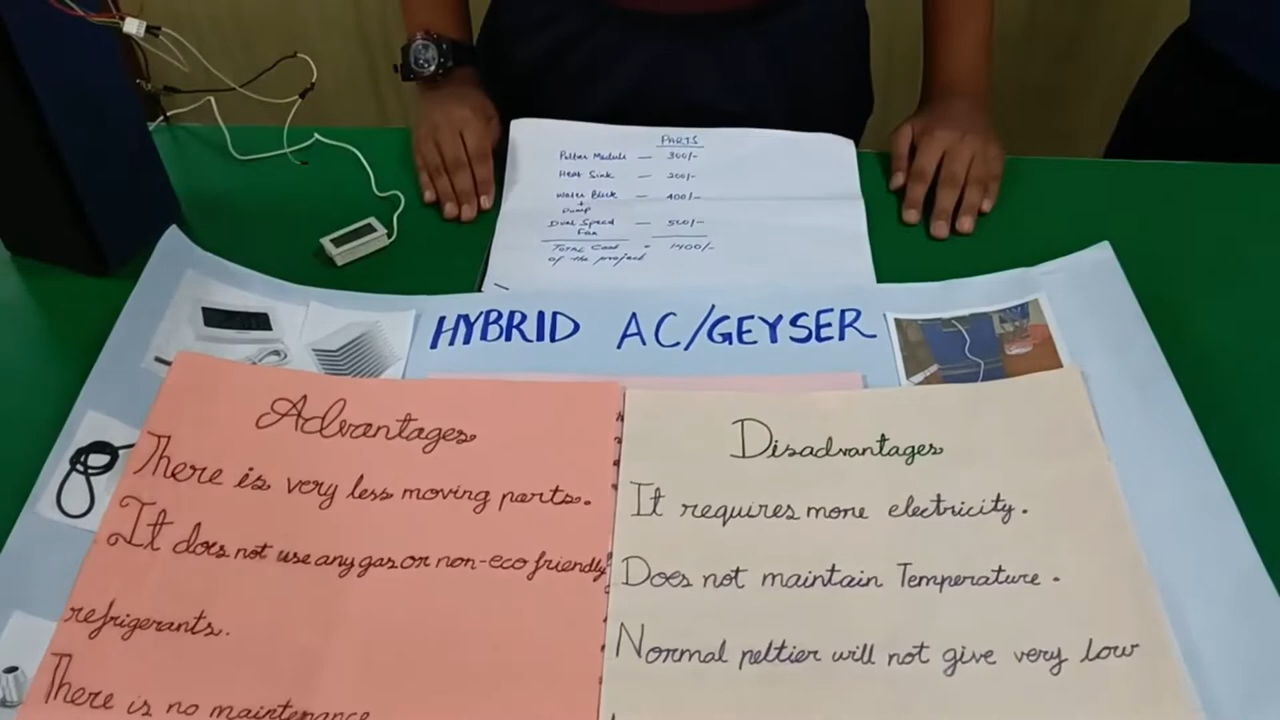 PARTS
Peltier Module — 300/-
Heat Sink — 200/-
Water Block — 400/-
+
Pump
Dual Speed — 500/-
Fan
TOTAL Cost = 1400/-
of the project
HYBRID AC/GEYSER
Advantages
There is very less moving parts.
It does not use any gas or non-eco friendly
refrigerants.
There is no maintenance
Disadvantages
It requires more electricity.
Does not maintain Temperature.
Normal peltier will not give very low